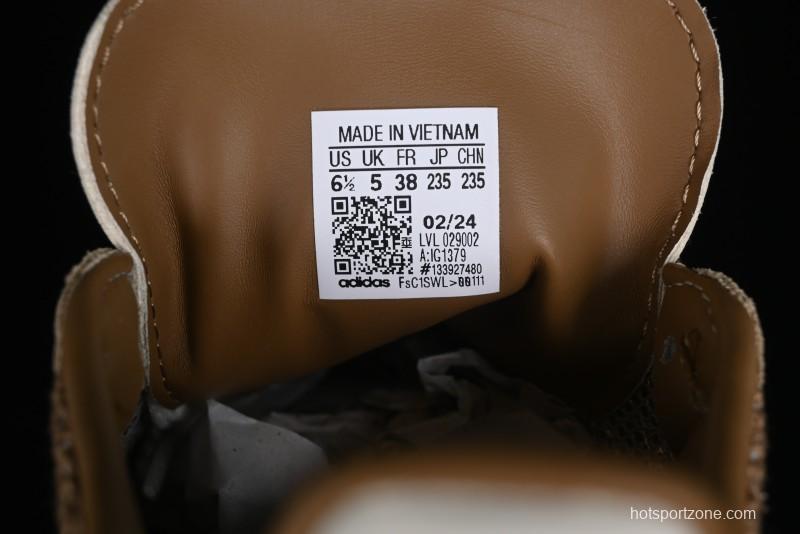 MADE IN VIETNAM
US UK FR JP CHN
6½ 5 38 235 235
02/24
LVL 029002
A:IG1379
#133927480
adidas FsC1SWL>
hotsportzone.com